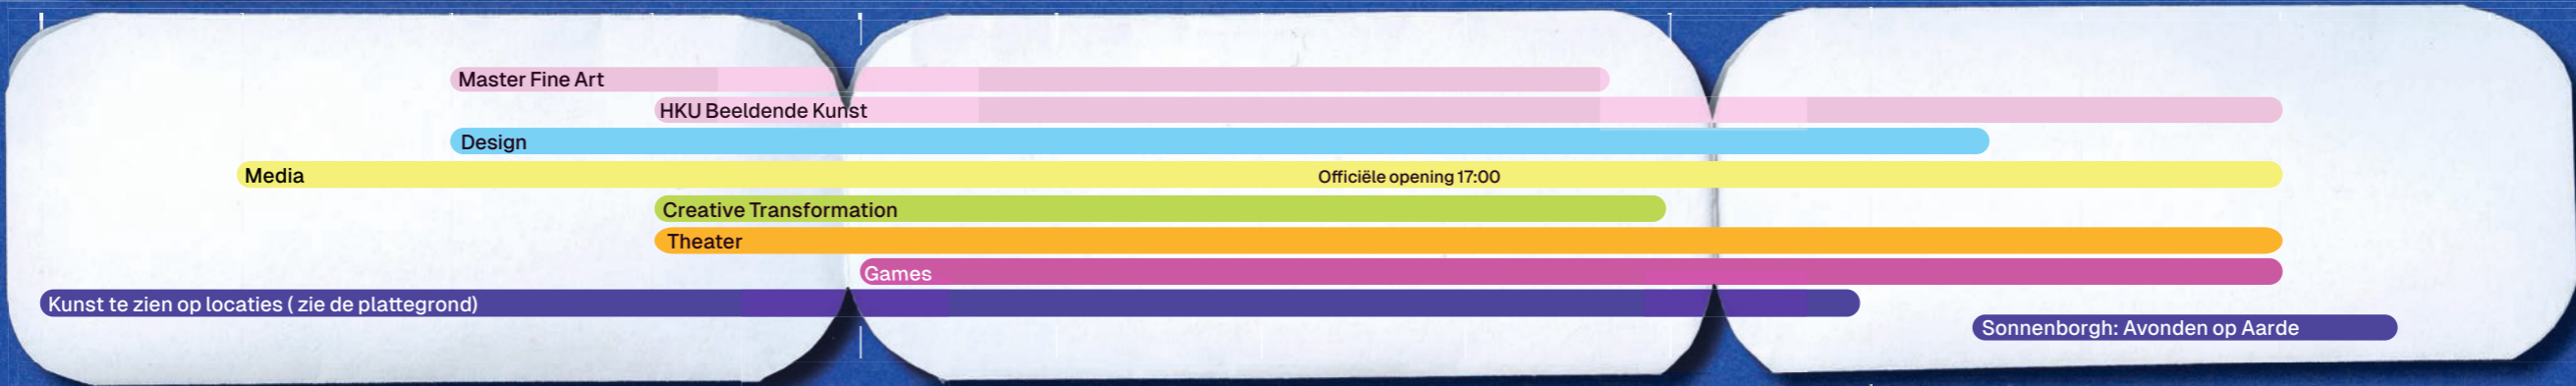 Master Fine Art
HKU Beeldende Kunst
Design
Media
Officiële opening 17:00
Creative Transformation
Theater
Games
Kunst te zien op locaties ( zie de plattegrond)
Sonnenborgh: Avonden op Aarde